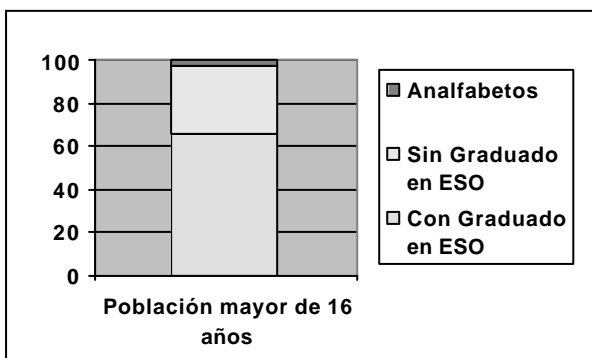 100
80
60
40
20
0
Población mayor de 16
años
Analfabetos
Sin Graduado
en ESO
Con Graduado
en ESO